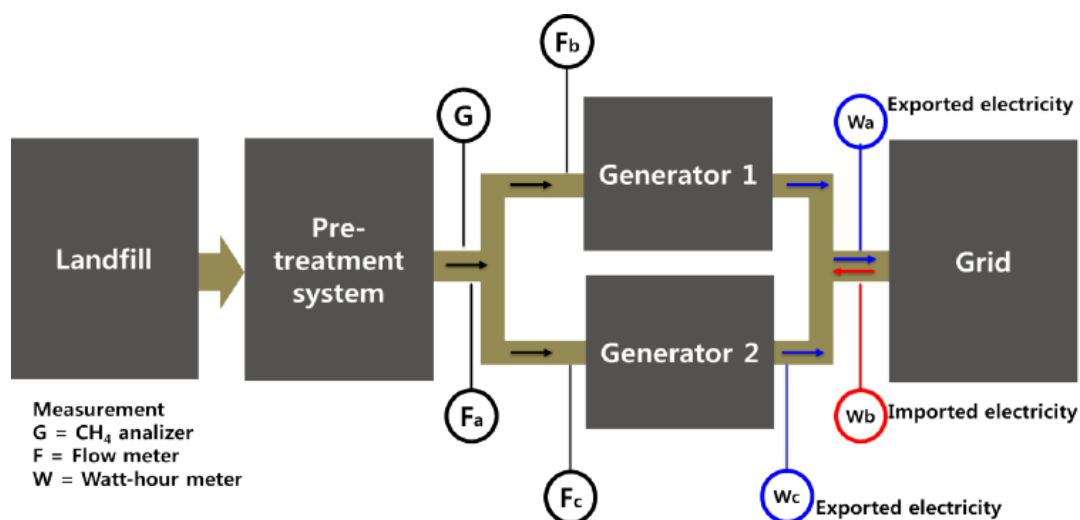 Fb
G
Wa
Exported electricity
Landfill
Pre-
treatment
system
Generator 1
Generator 2
Grid
Measurement
G = CH₄ analizer
F = Flow meter
W = Watt-hour meter
Fa
Fc
Wb
Imported electricity
Wc
Exported electricity